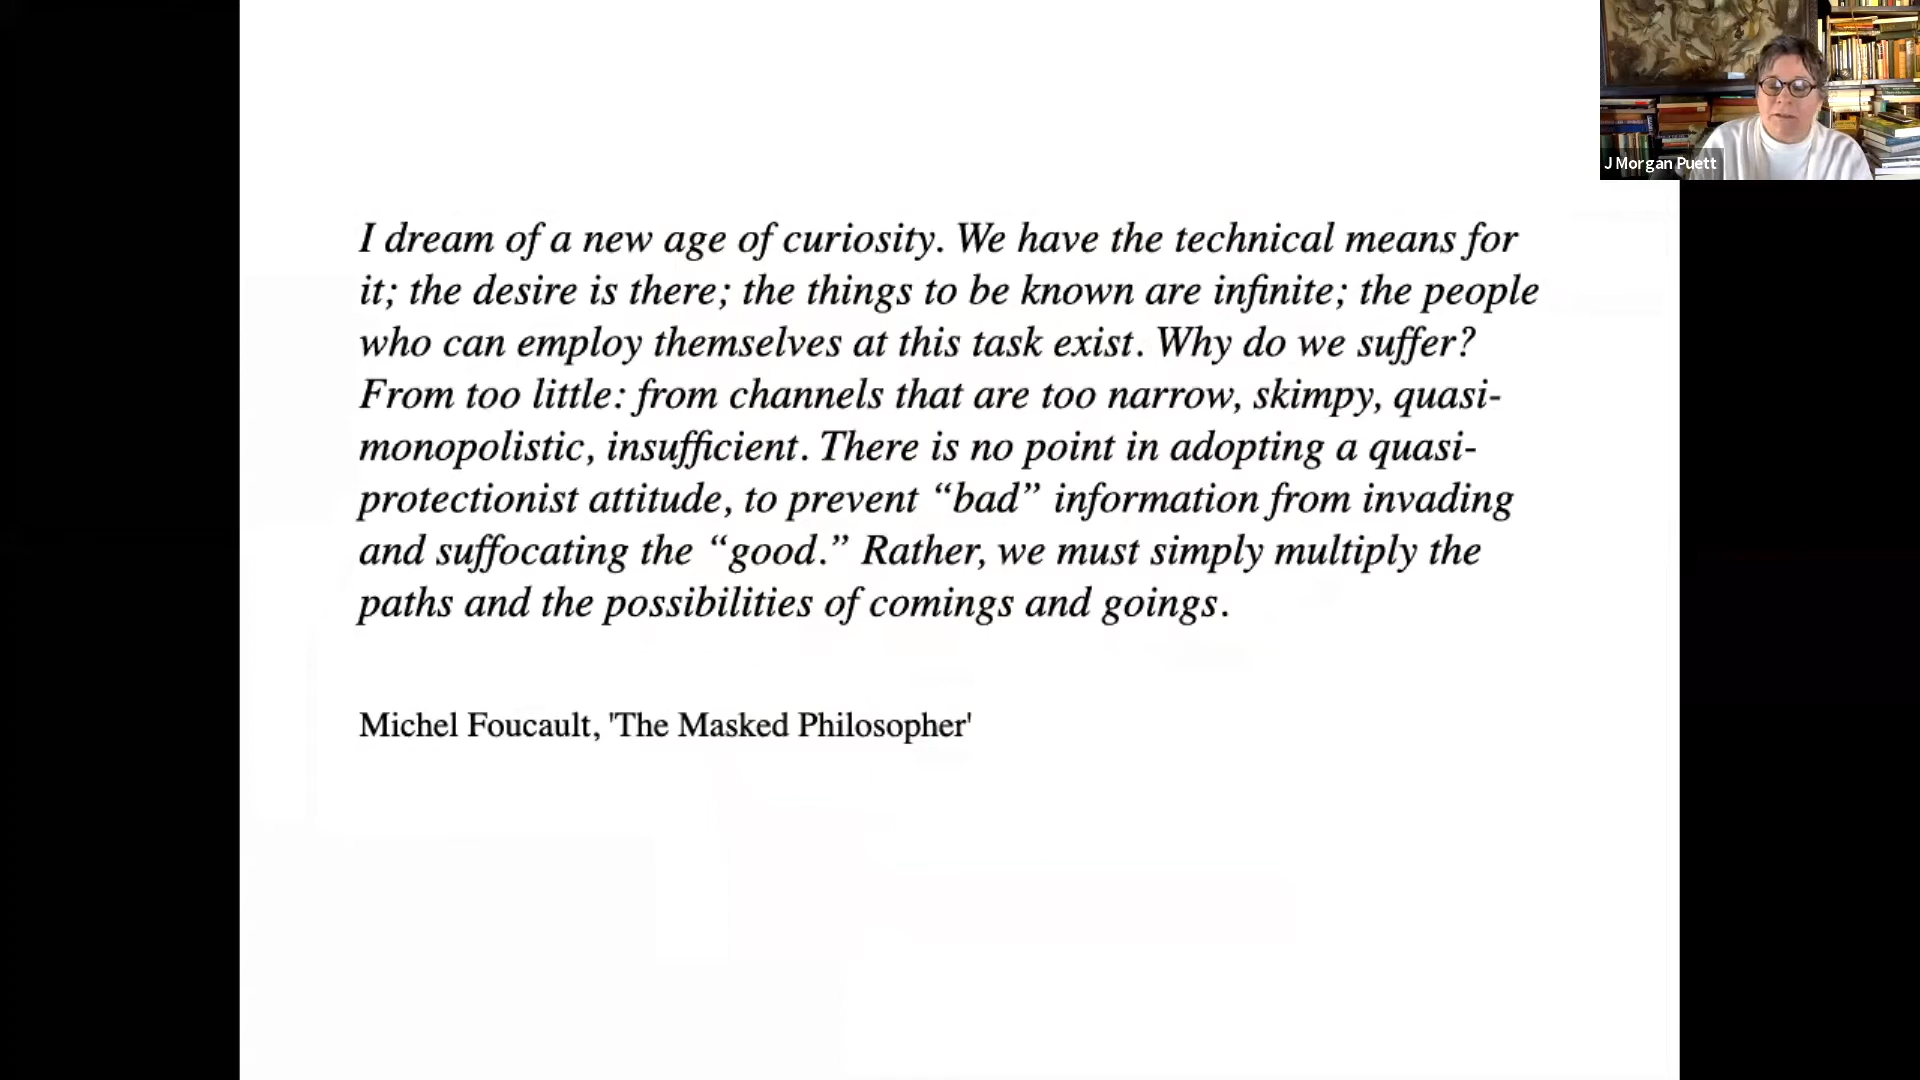 I dream of a new age of curiosity. We have the technical means for
it; the desire is there; the things to be known are infinite; the people
who can employ themselves at this task exist. Why do we suffer?
From too little: from channels that are too narrow, skimpy, quasi-
monopolistic, insufficient. There is no point in adopting a quasi-
protectionist attitude, to prevent “bad” information from invading
and suffocating the “good.” Rather, we must simply multiply the
paths and the possibilities of comings and goings.
Michel Foucault, 'The Masked Philosopher'
J Morgan Puett